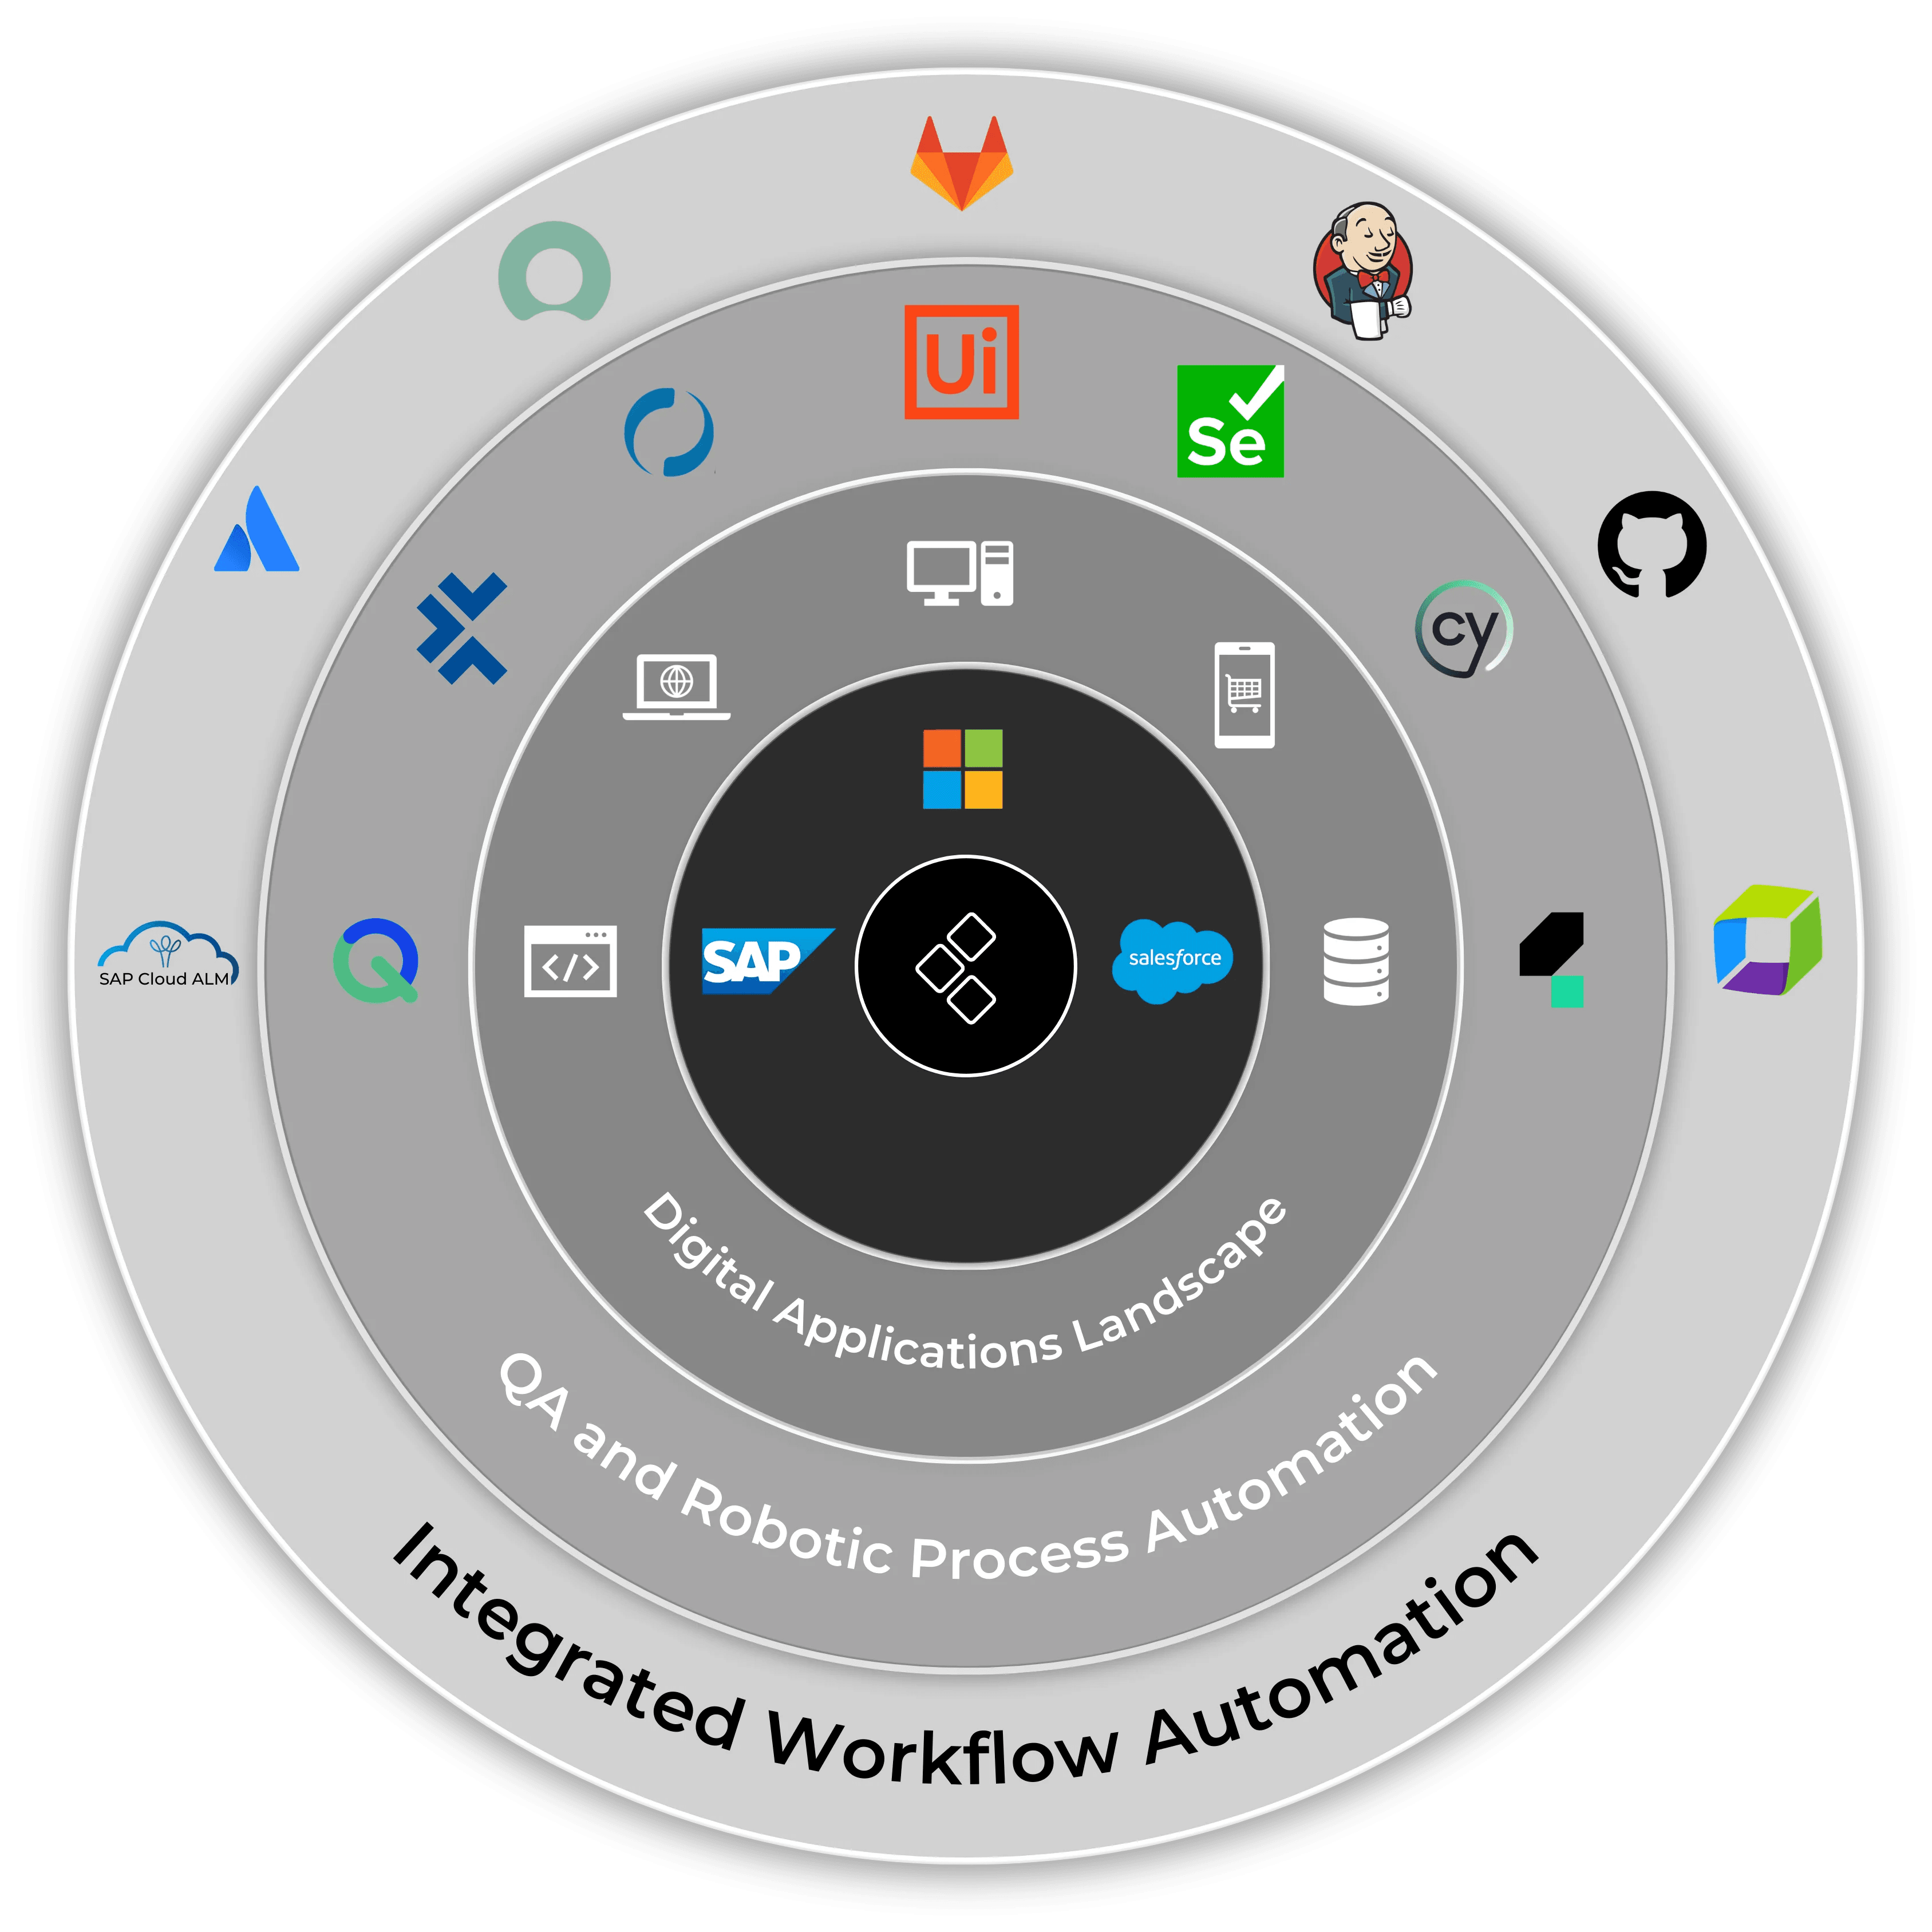 Ui
Se
cy
SAP
salesforce
SAP Cloud ALM
Digital Applications Landscape
QA and Robotic Process Automation
Integrated Workflow Automation